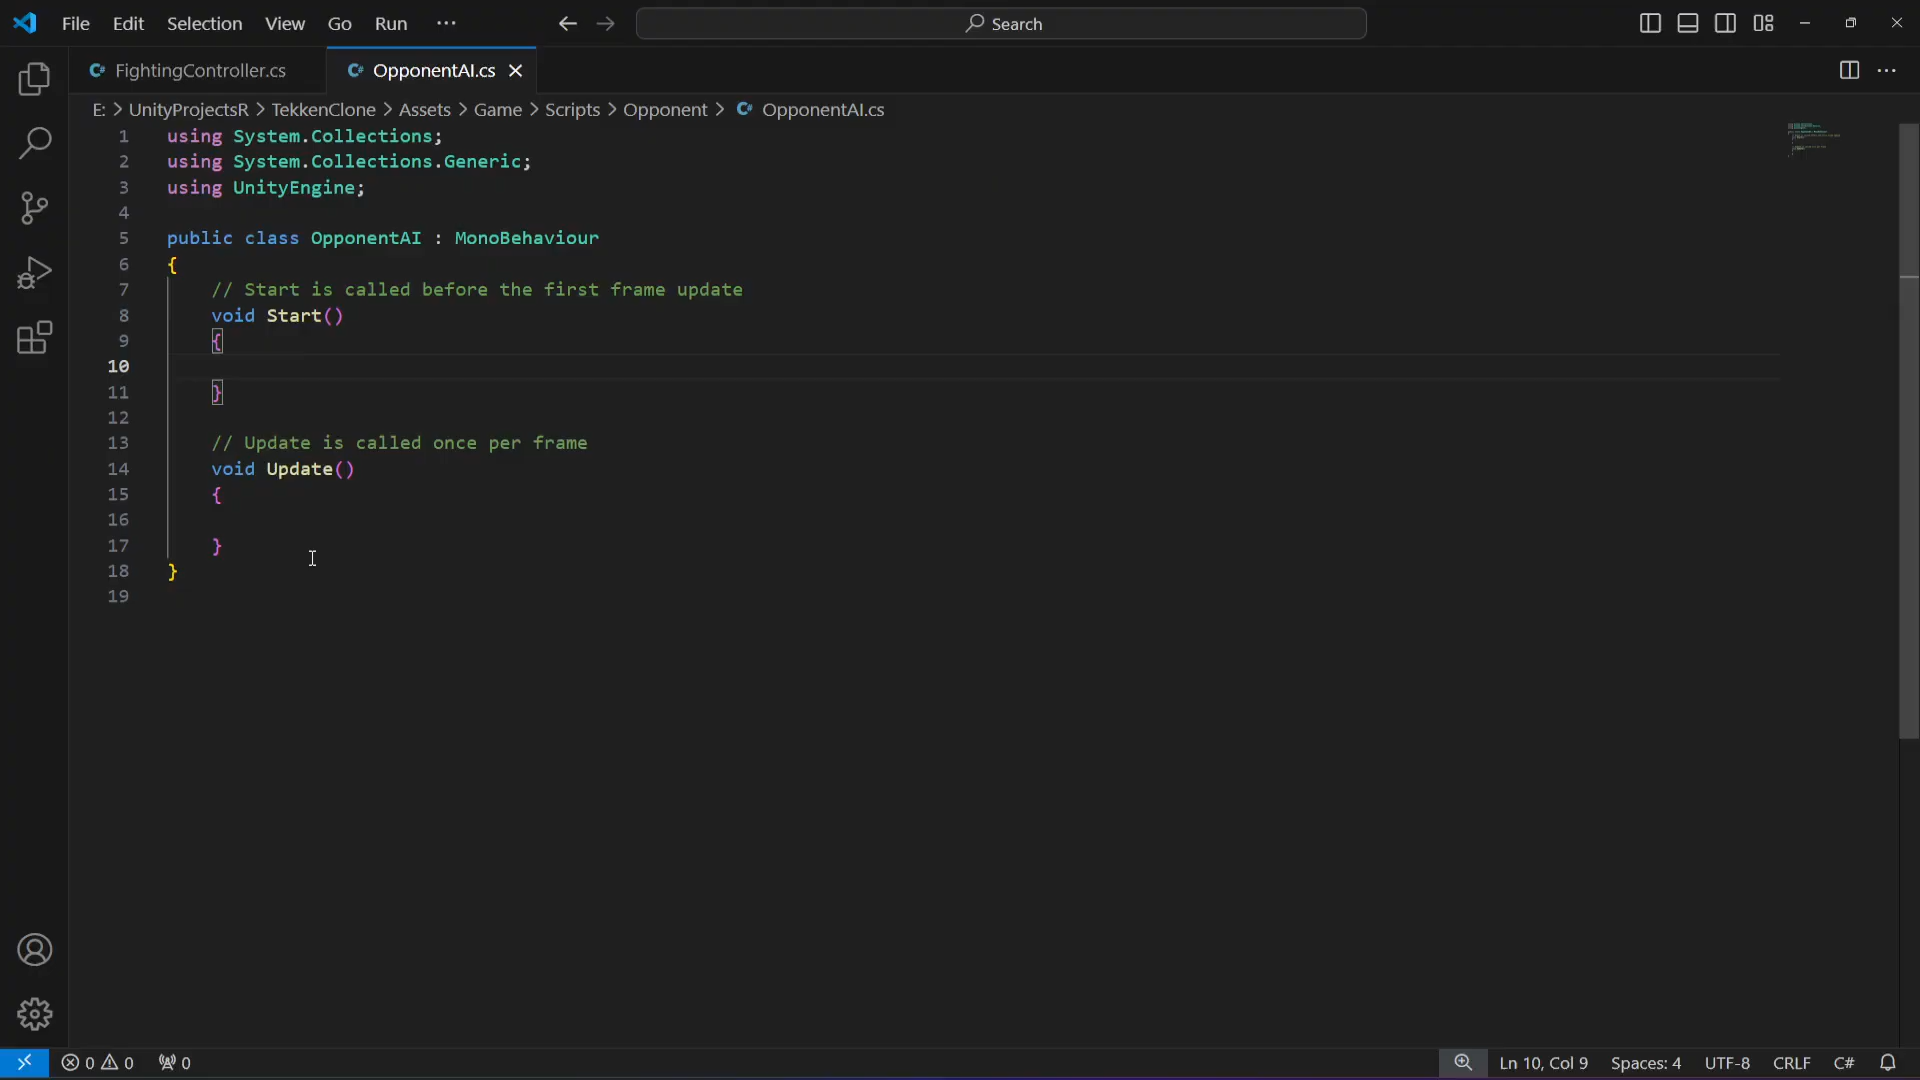 File Edit Selection View Go Run ··· Search
FightingController.cs OpponentAI.cs
E: > UnityProjectsR > TekkenClone > Assets > Game > Scripts > Opponent > OpponentAI.cs
1 using System.Collections;
2 using System.Collections.Generic;
3 using UnityEngine;
4
5 public class OpponentAI : MonoBehaviour
6 {
7 // Start is called before the first frame update
8 void Start()
9 {
10
11 }
12
13 // Update is called once per frame
14 void Update()
15 {
16
17 }
18 }
19
0 0 0 Ln 10, Col 9 Spaces: 4 UTF-8 CRLF C#